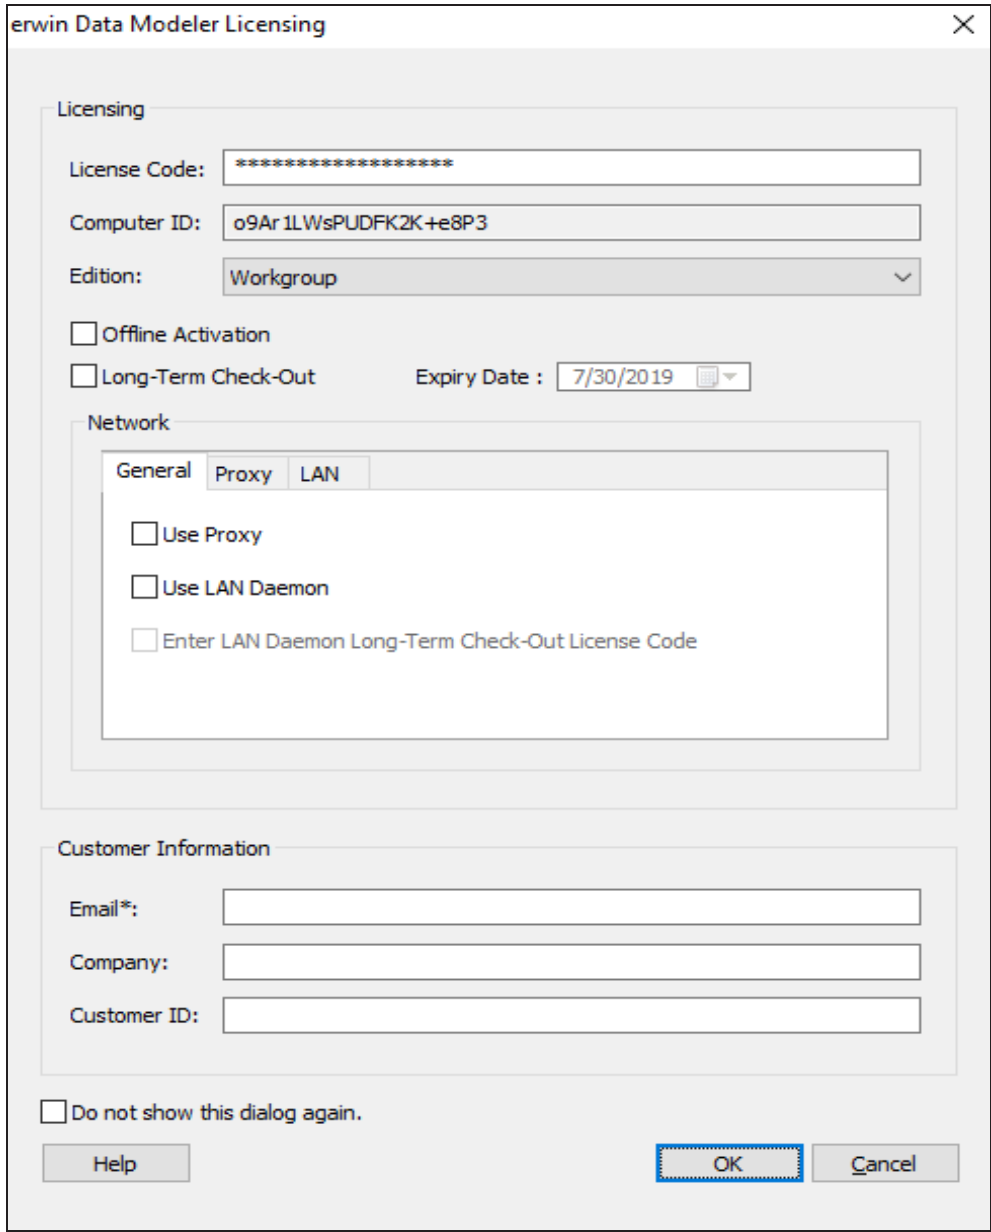 erwin Data Modeler Licensing
Licensing
License Code: ******************
Computer ID: o9Ar1LWsPUDFK2K+e8P3
Edition: Workgroup
Offline Activation
Long-Term Check-Out Expiry Date : 7/30/2019
Network
General Proxy LAN
Use Proxy
Use LAN Daemon
Enter LAN Daemon Long-Term Check-Out License Code
Customer Information
Email*:
Company:
Customer ID:
Do not show this dialog again.
Help OK Cancel